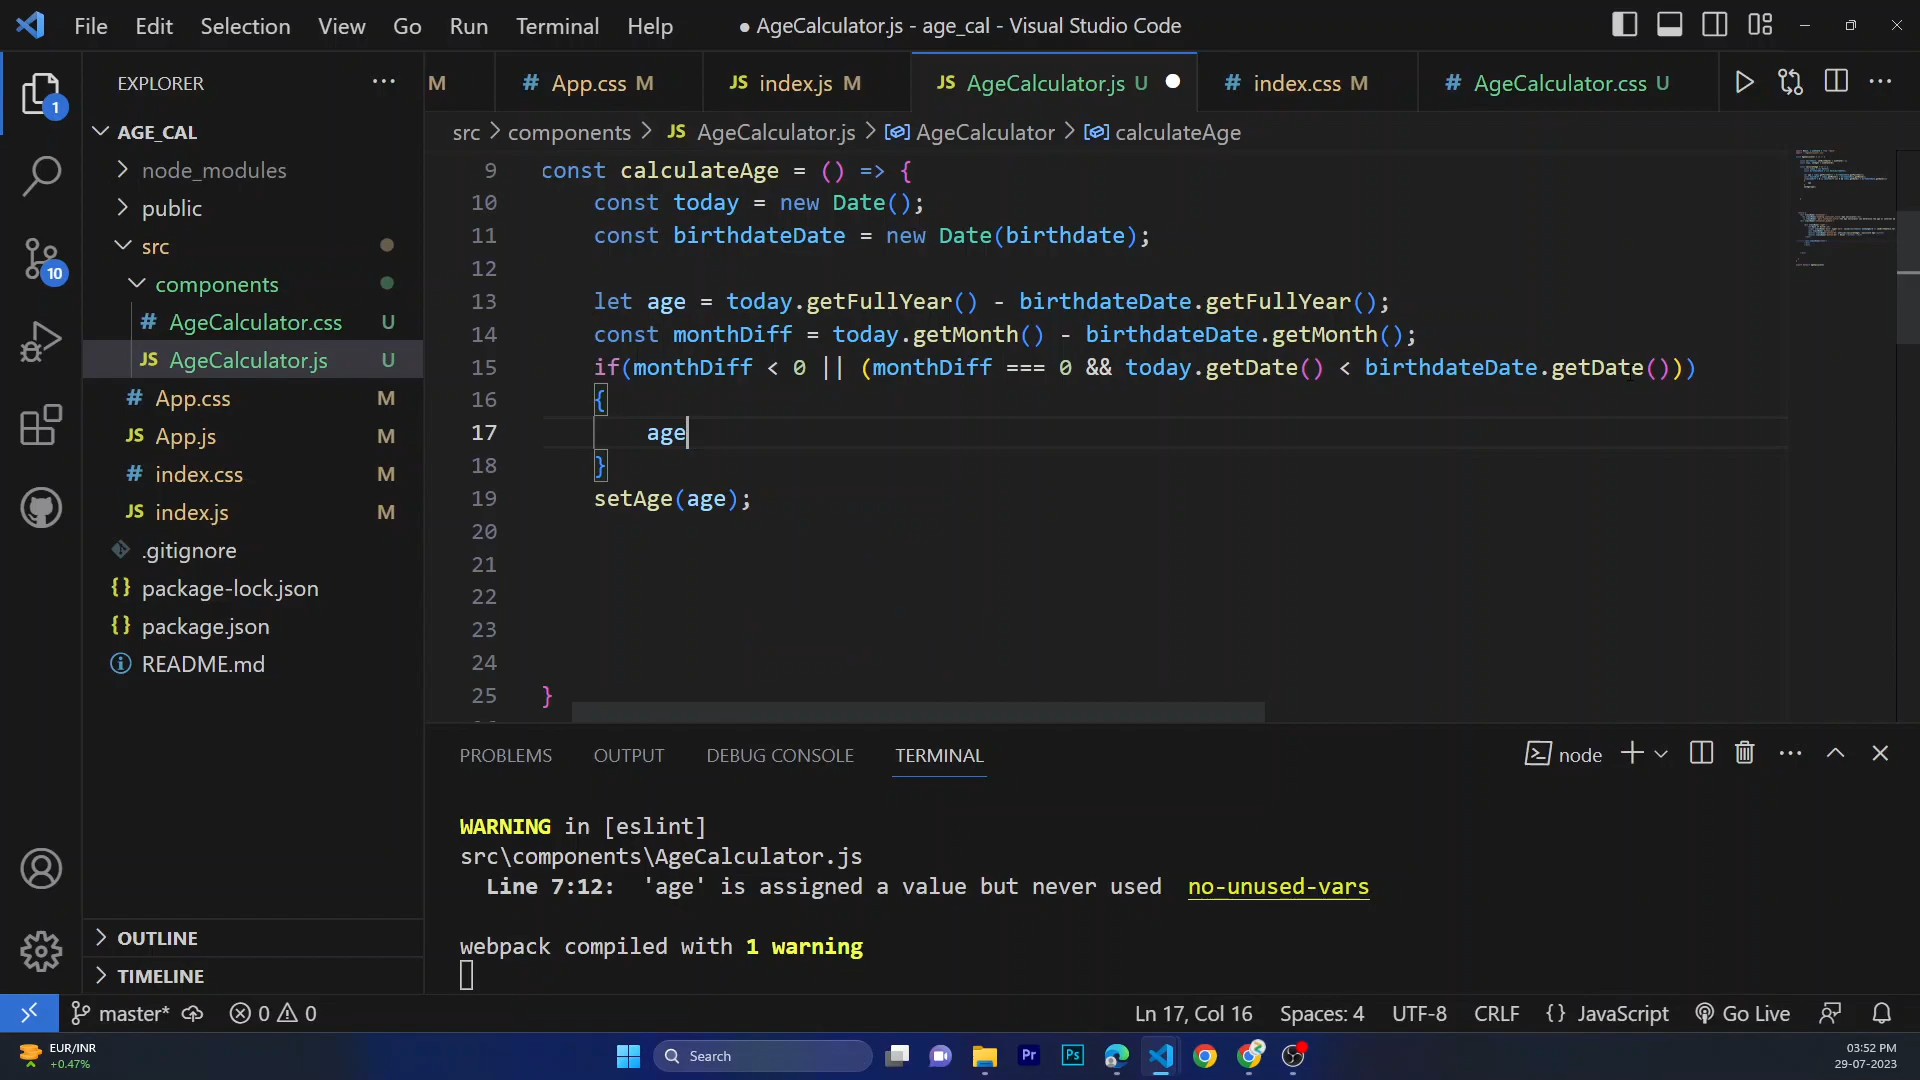 File Edit Selection View Go Run Terminal Help
● AgeCalculator.js - age_cal - Visual Studio Code
EXPLORER
M
# App.css M
JS index.js M
JS AgeCalculator.js U
# index.css M
# AgeCalculator.css U
src > components > JS AgeCalculator.js > AgeCalculator > calculateAge
AGE_CAL
node_modules
public
src
components
# AgeCalculator.css U
JS AgeCalculator.js U
# App.css M
JS App.js M
# index.css M
JS index.js M
.gitignore
{} package-lock.json
{} package.json
README.md
OUTLINE
TIMELINE
1
10
9 const calculateAge = () => {
10 const today = new Date();
11 const birthdateDate = new Date(birthdate);
12
13 let age = today.getFullYear() - birthdateDate.getFullYear();
14 const monthDiff = today.getMonth() - birthdateDate.getMonth();
15 if(monthDiff < 0 || (monthDiff === 0 && today.getDate() < birthdateDate.getDate()))
16 {
17 age
18 }
19 setAge(age);
20
21
22
23
24
25 }
PROBLEMS OUTPUT DEBUG CONSOLE TERMINAL
node
WARNING in [eslint]
src\components\AgeCalculator.js
Line 7:12: 'age' is assigned a value but never used no-unused-vars
webpack compiled with 1 warning
master* 0 0
Ln 17, Col 16 Spaces: 4 UTF-8 CRLF {} JavaScript Go Live
EUR/INR
+0.47%
Search
Pr
Ps
03:52 PM
29-07-2023